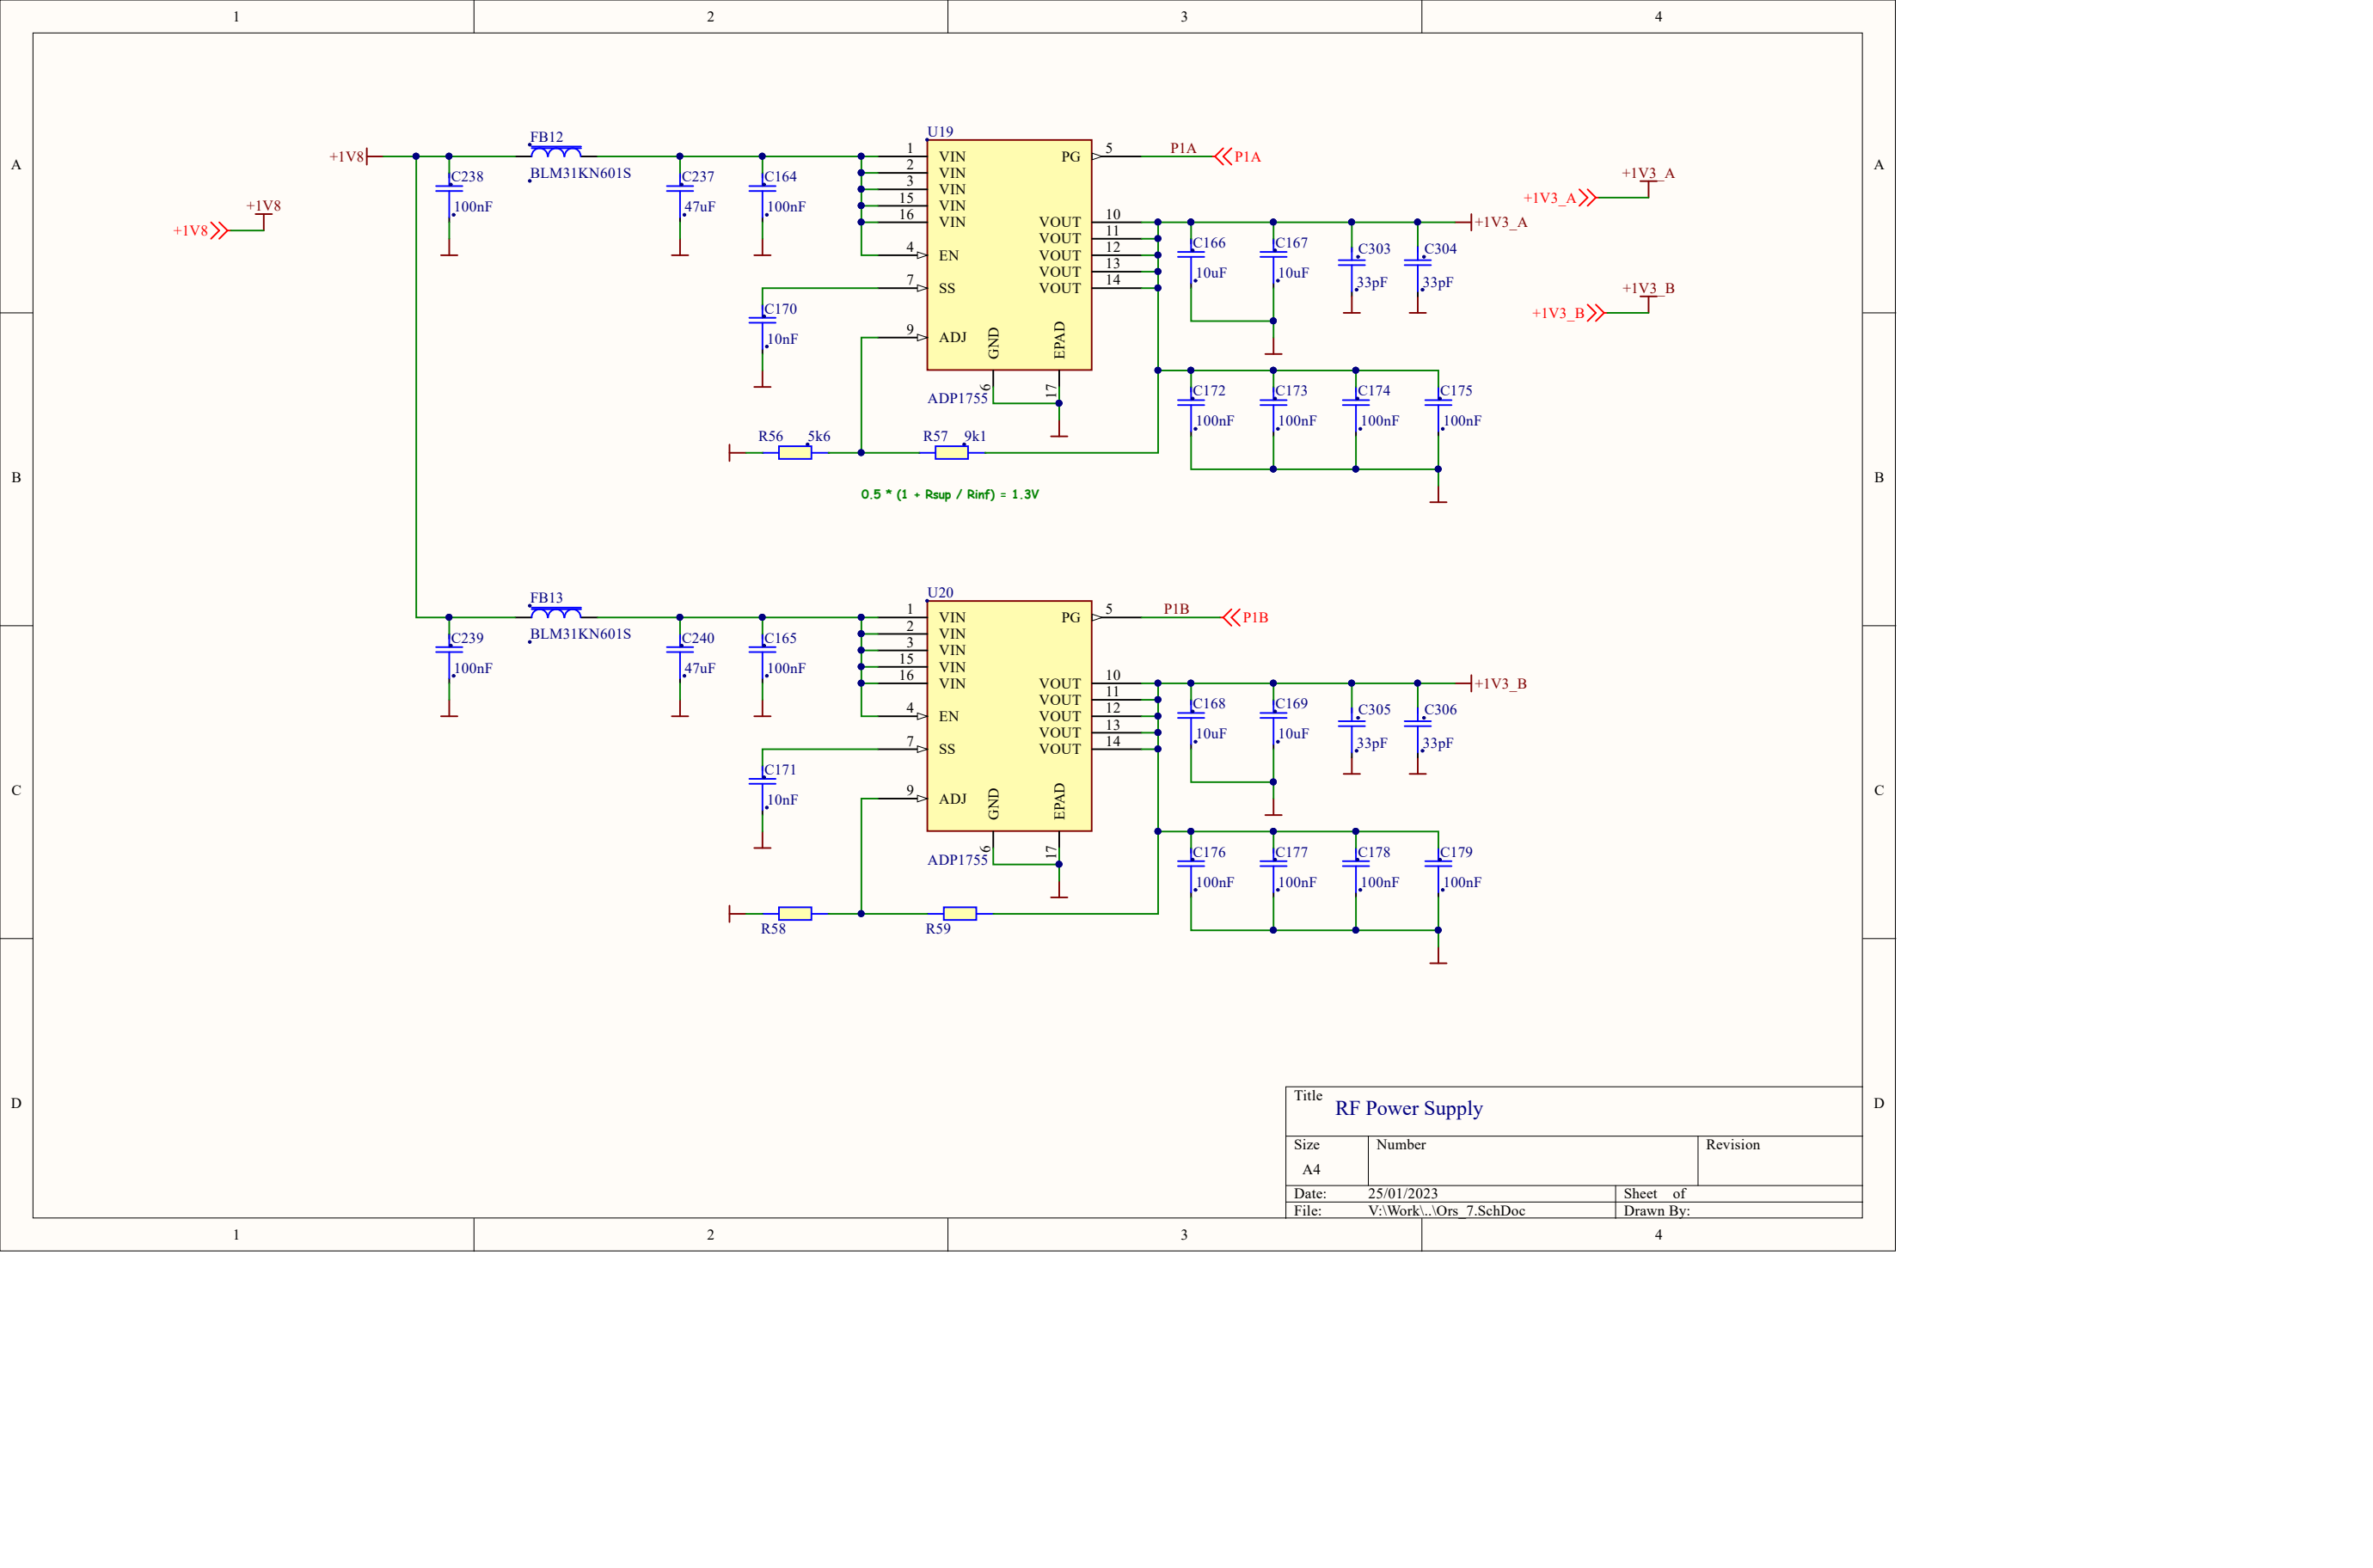 1 2 3 4
A A
B B
C C
D D
1 2 3 4
+1V8
+1V8
+1V8
FB12
BLM31KN601S
C238
100nF
C237
47uF
C164
100nF
U19
1 VIN
2 VIN
3 VIN
15 VIN
16 VIN
4 EN
7 SS
9 ADJ
GND 6
EPAD 17
PG 5
VOUT 10
VOUT 11
VOUT 12
VOUT 13
VOUT 14
ADP1755
P1A
P1A
C170
10nF
R56 5k6
R57 9k1
0.5 * (1 + Rsup / Rinf) = 1.3V
C166
10uF
C167
10uF
C303
33pF
C304
33pF
+1V3_A
C172
100nF
C173
100nF
C174
100nF
C175
100nF
+1V3_A
+1V3_A
+1V3_B
+1V3_B
FB13
BLM31KN601S
C239
100nF
C240
47uF
C165
100nF
U20
1 VIN
2 VIN
3 VIN
15 VIN
16 VIN
4 EN
7 SS
9 ADJ
GND 6
EPAD 17
PG 5
VOUT 10
VOUT 11
VOUT 12
VOUT 13
VOUT 14
ADP1755
P1B
P1B
C171
10nF
R58
R59
C168
10uF
C169
10uF
C305
33pF
C306
33pF
+1V3_B
C176
100nF
C177
100nF
C178
100nF
C179
100nF
Title
RF Power Supply
Size Number Revision
A4
Date: 25/01/2023 Sheet of
File: V:\Work\..\Ors_7.SchDoc Drawn By: